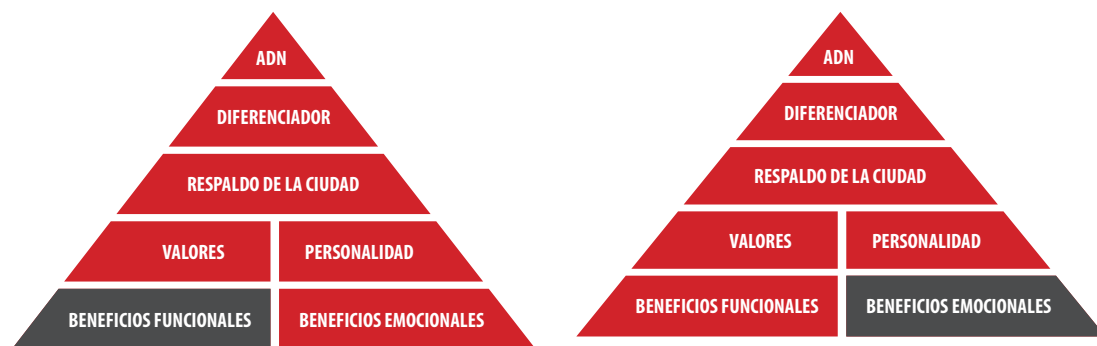 ADN
DIFERENCIADOR
RESPALDO DE LA CIUDAD
VALORES
PERSONALIDAD
BENEFICIOS FUNCIONALES
BENEFICIOS EMOCIONALES
ADN
DIFERENCIADOR
RESPALDO DE LA CIUDAD
VALORES
PERSONALIDAD
BENEFICIOS FUNCIONALES
BENEFICIOS EMOCIONALES